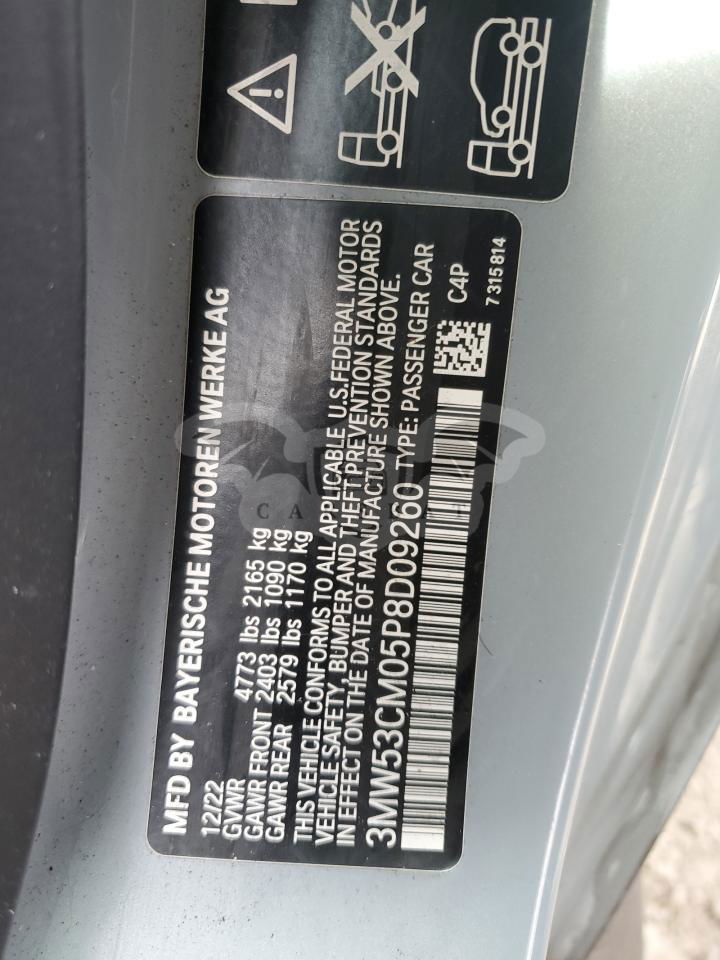 MFD BY BAYERISCHE MOTOREN WERKE AG
12/22
GVWR 4773 lbs 2165 kg
GAWR FRONT 2403 lbs 1090 kg
GAWR REAR 2579 lbs 1170 kg
THIS VEHICLE CONFORMS TO ALL APPLICABLE U.S.FEDERAL MOTOR
VEHICLE SAFETY, BUMPER AND THEFT PREVENTION STANDARDS
IN EFFECT ON THE DATE OF MANUFACTURE SHOWN ABOVE.
3MW53CM05P8D09260 TYPE: PASSENGER CAR
C4P
7 315 814